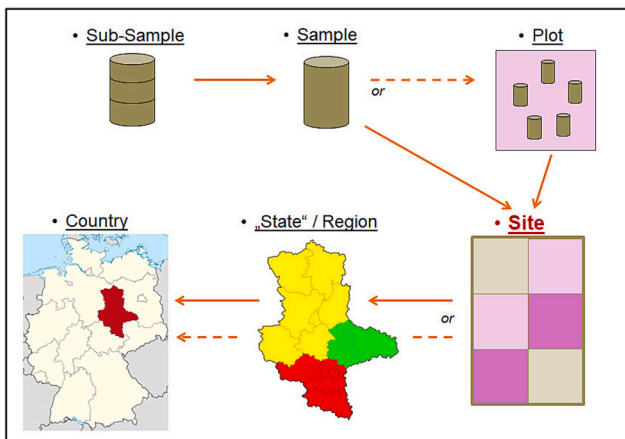 • Sub-Sample
• Sample
• Plot
or
• Country
• „State“ / Region
• Site
or